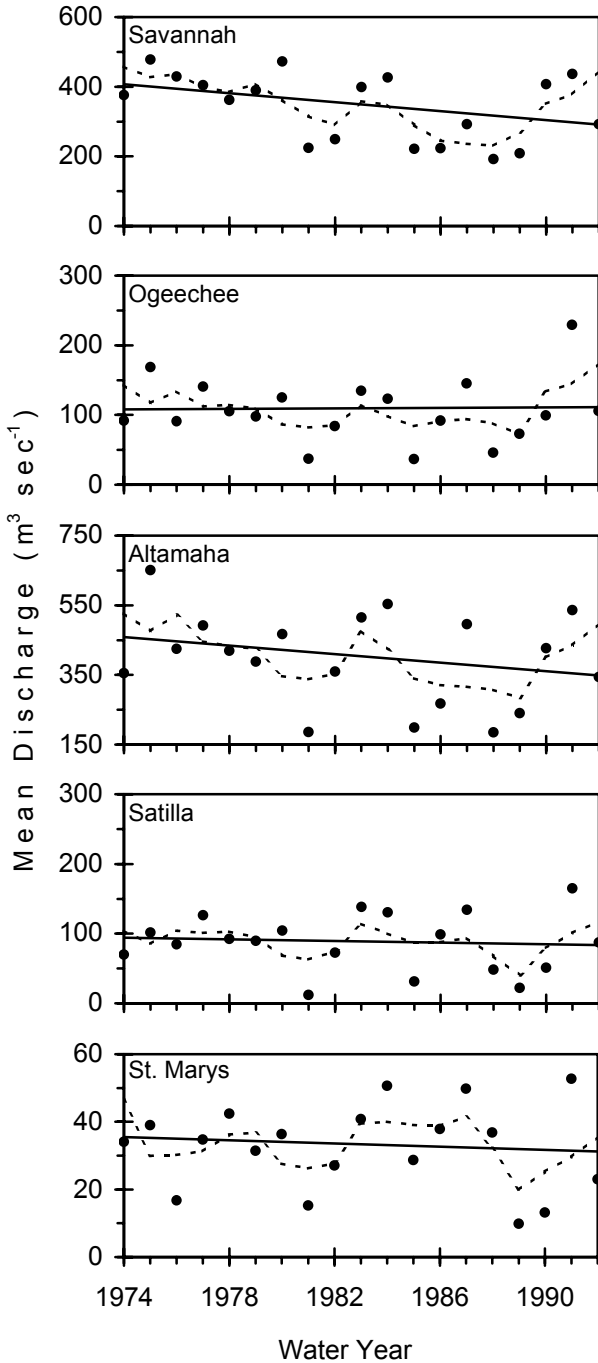 Mean Discharge (m³ sec⁻¹)
Savannah
600
400
200
0
Ogeechee
300
200
100
0
Altamaha
750
550
350
150
Satilla
300
200
100
0
St. Marys
60
40
20
0
1974 1978 1982 1986 1990
Water Year